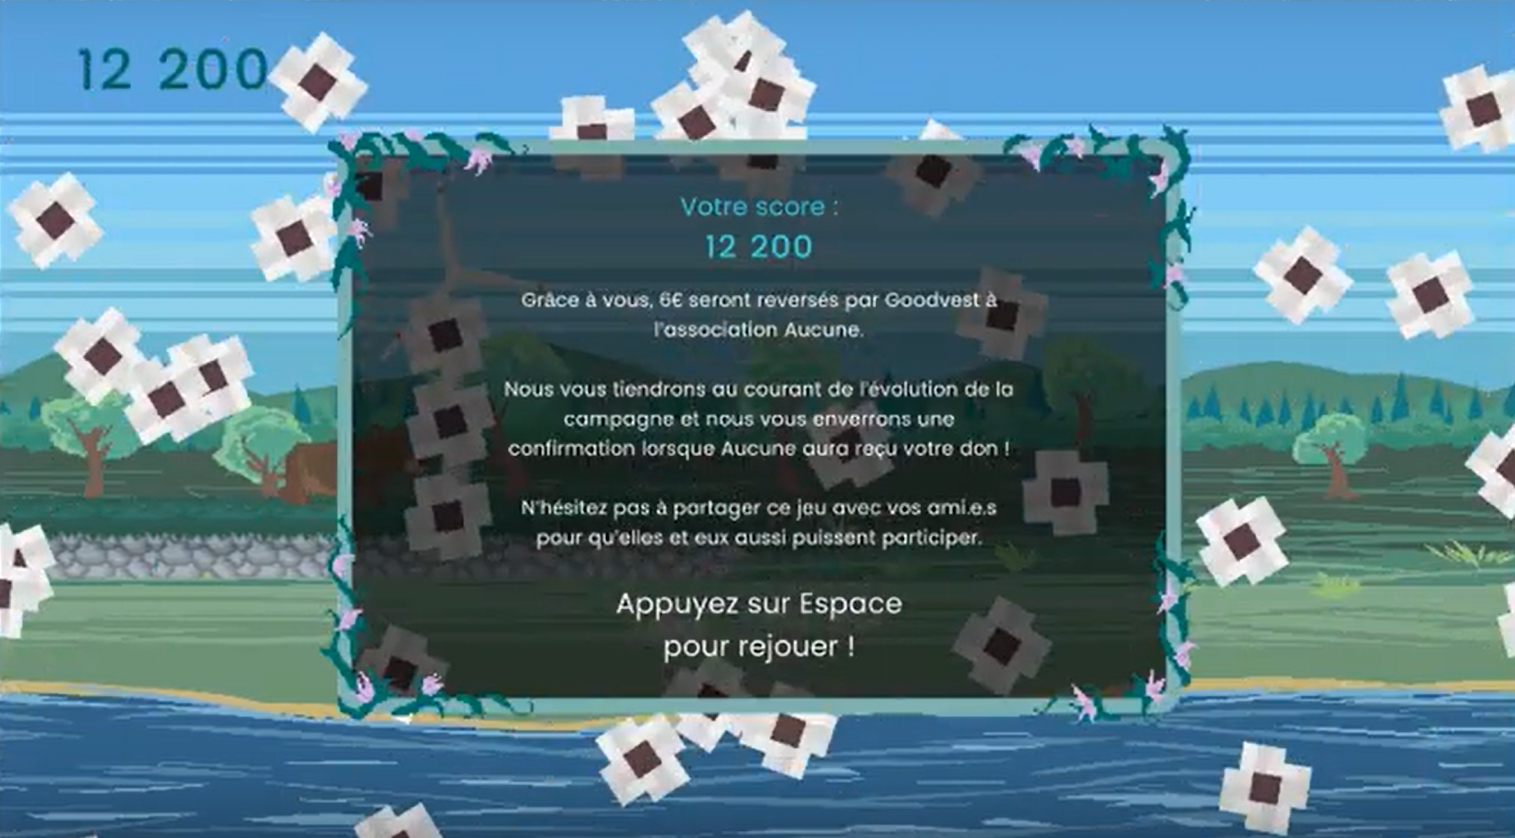 12 200
Votre score :
12 200
Grâce à vous, 6€ seront reversés par Goodvest à
l'association Aucune.
Nous vous tiendrons au courant de l'évolution de la
campagne et nous vous enverrons une
confirmation lorsque Aucune aura reçu votre don !
N'hésitez pas à partager ce jeu avec vos ami.e.s
pour qu'elles et eux aussi puissent participer.
Appuyez sur Espace
pour rejouer !